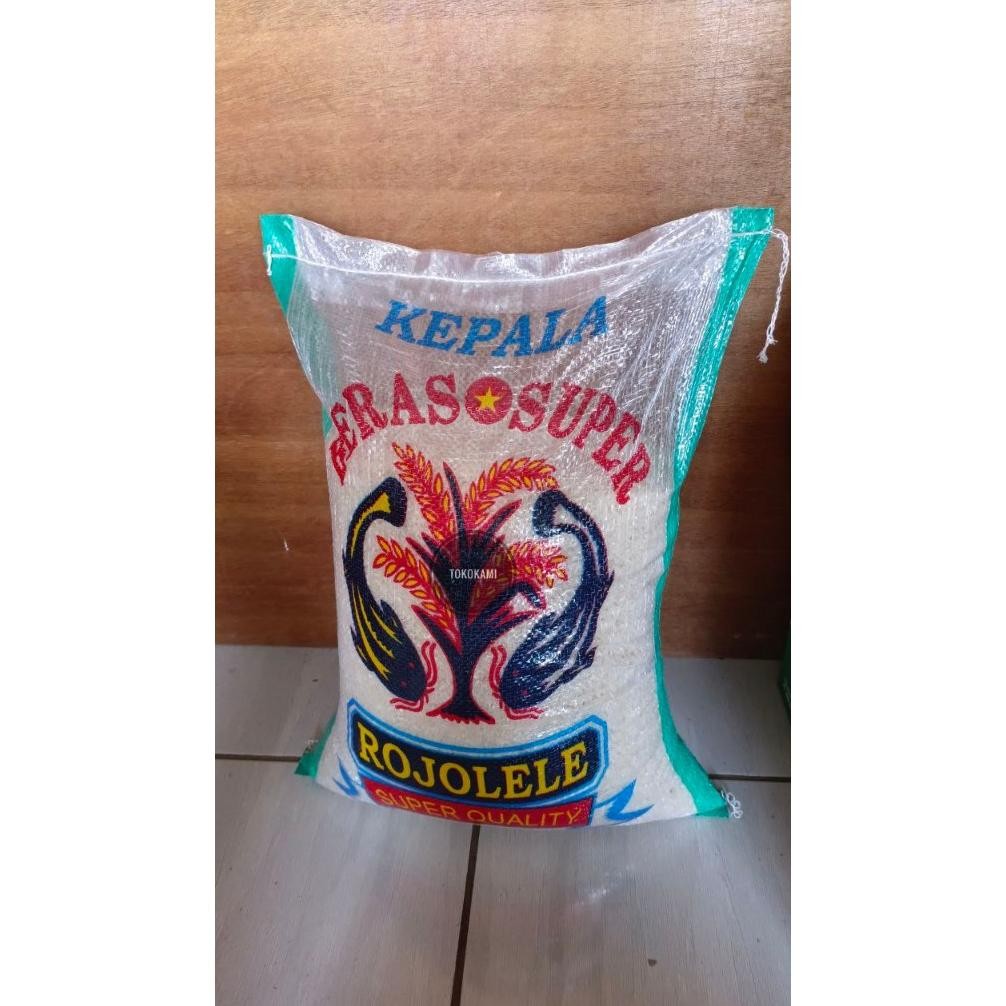 KEPALA
BERAS SUPER
TOKOKAMI
ROJOLELE
SUPER QUALITY